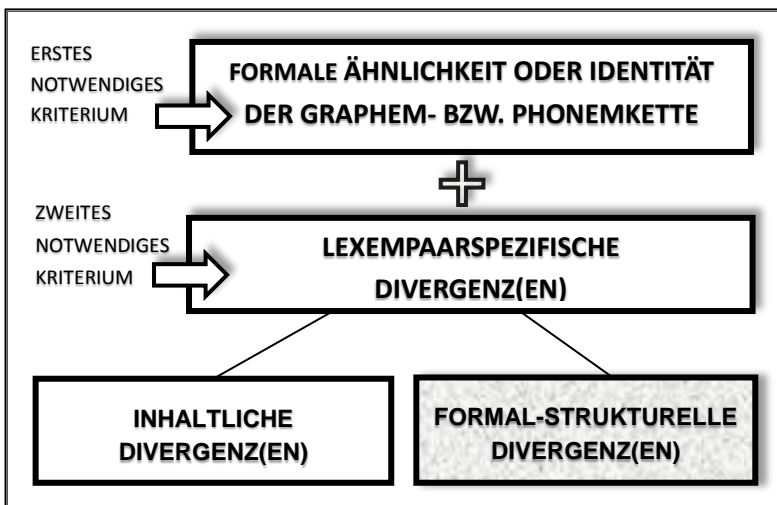 ERSTES
NOTWENDIGES
KRITERIUM
FORMALE ÄHNLICHKEIT ODER IDENTITÄT
DER GRAPHEM- BZW. PHONEMKETTE
ZWEITES
NOTWENDIGES
KRITERIUM
LEXEMPAARSPEZIFISCHE
DIVERGENZ(EN)
INHALTLICHE
DIVERGENZ(EN)
FORMAL-STRUKTURELLE
DIVERGENZ(EN)